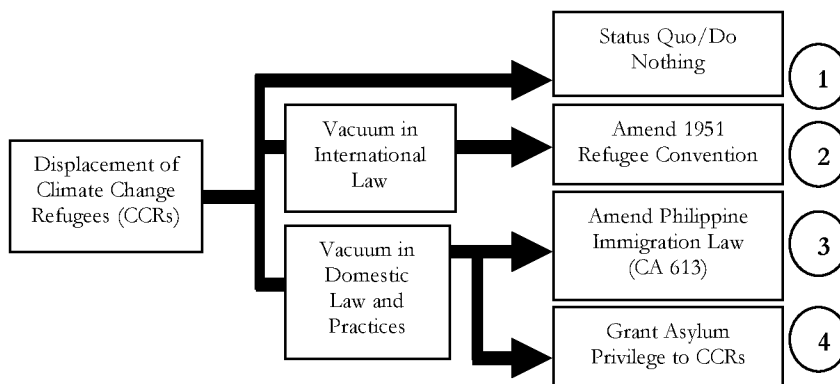 Displacement of
Climate Change
Refugees (CCRs)
Vacuum in
International
Law
Vacuum in
Domestic
Law and
Practices
Status Quo/Do
Nothing
1
Amend 1951
Refugee Convention
2
Amend Philippine
Immigration Law
(CA 613)
3
Grant Asylum
Privilege to CCRs
4